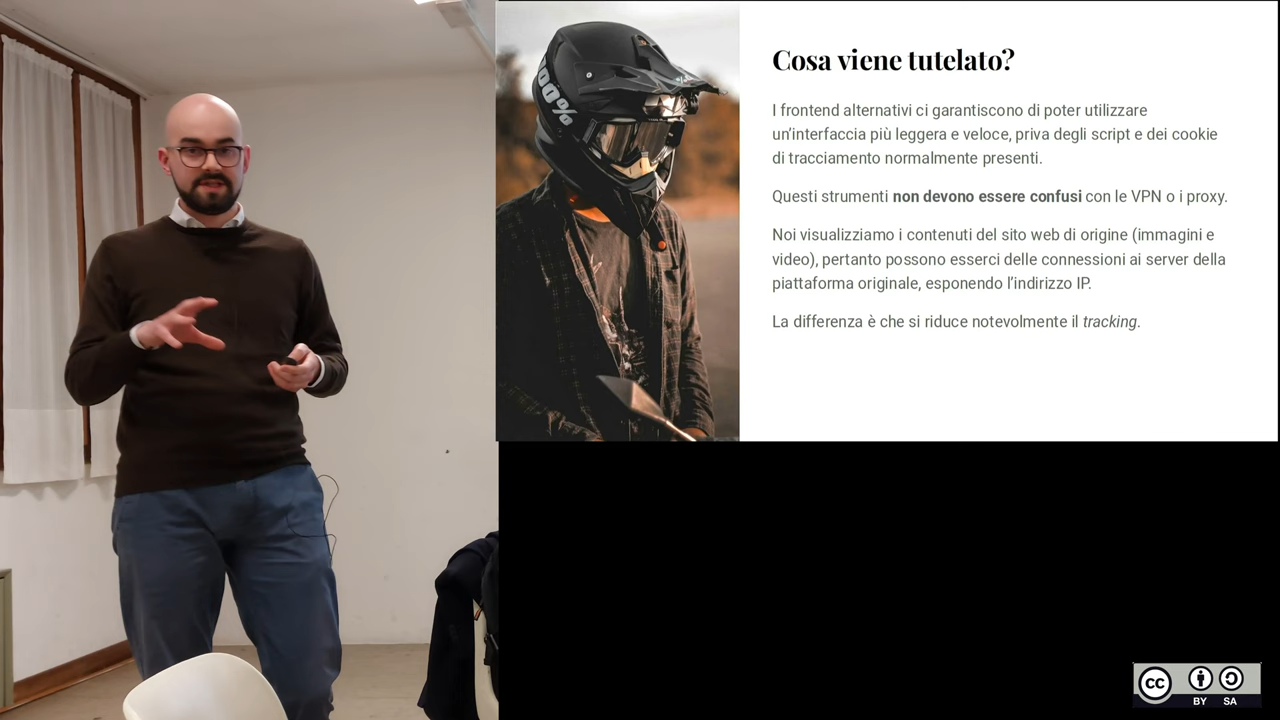 100%
Cosa viene tutelato?
I frontend alternativi ci garantiscono di poter utilizzare
un'interfaccia più leggera e veloce, priva degli script e dei cookie
di tracciamento normalmente presenti.
Questi strumenti non devono essere confusi con le VPN o i proxy.
Noi visualizziamo i contenuti del sito web di origine (immagini e
video), pertanto possono esserci delle connessioni ai server della
piattaforma originale, esponendo l'indirizzo IP.
La differenza è che si riduce notevolmente il tracking.
cc
BY SA